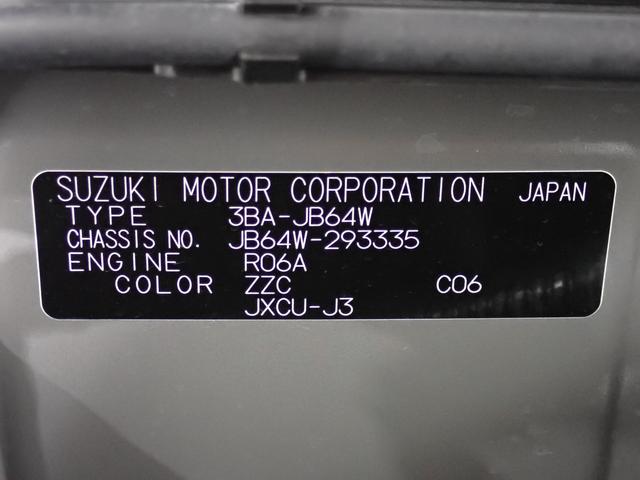 SUZUKI MOTOR CORPORATION JAPAN
TYPE 3BA-JB64W
CHASSIS NO. JB64W-293335
ENGINE R06A
COLOR ZZC C06
JXCU-J3